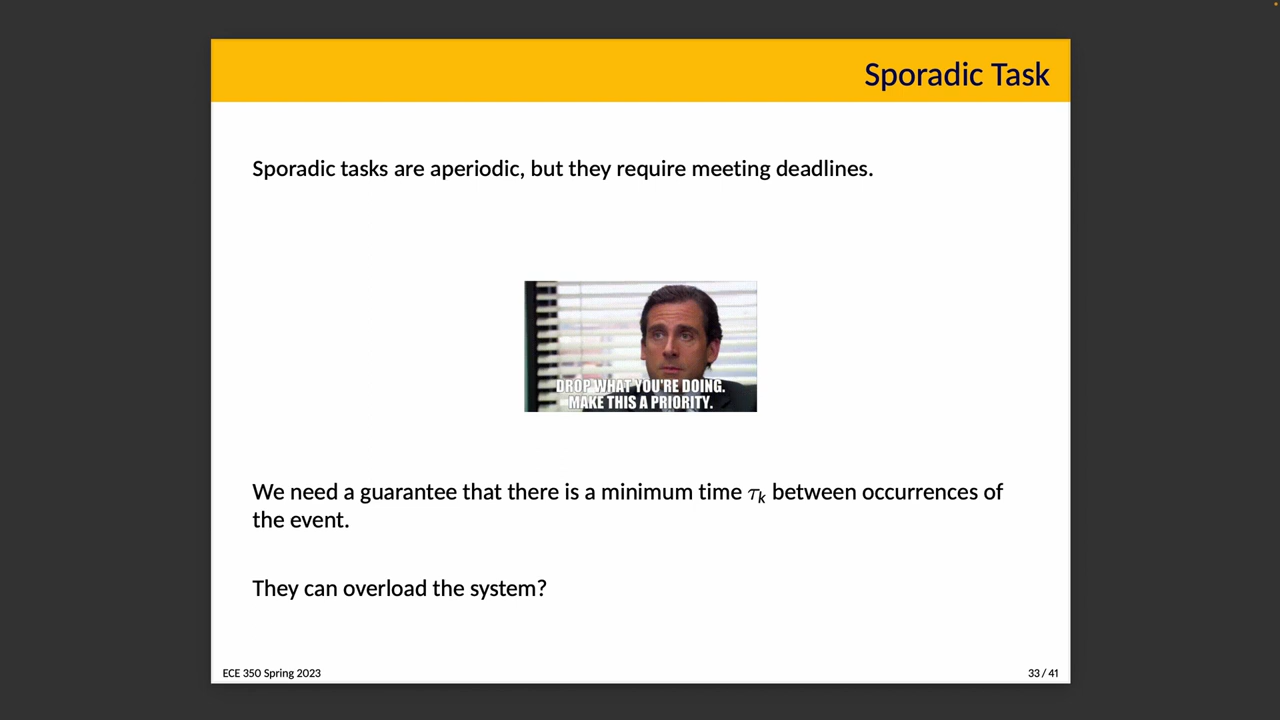 Sporadic Task
Sporadic tasks are aperiodic, but they require meeting deadlines.
DROP WHAT YOU'RE DOING.
MAKE THIS A PRIORITY.
We need a guarantee that there is a minimum time τk between occurrences of
the event.
They can overload the system?
ECE 350 Spring 2023
33 / 41